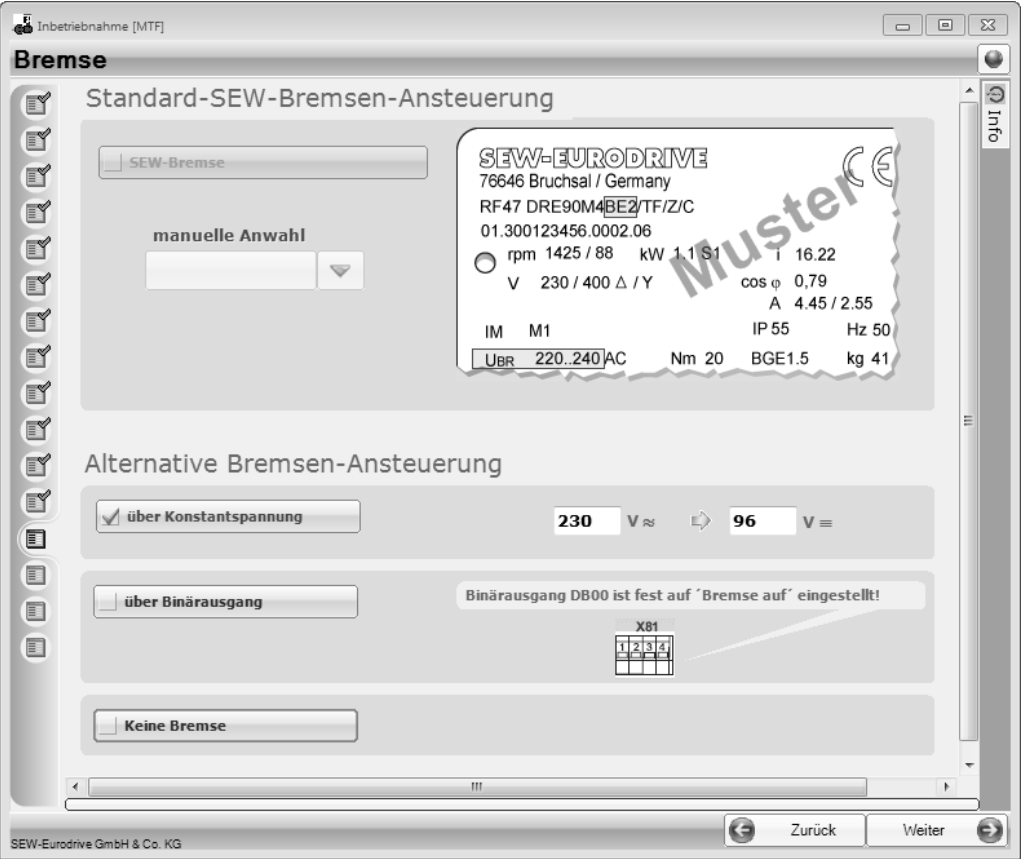 Inbetriebnahme [MTF]
Bremse
Info
Standard-SEW-Bremsen-Ansteuerung
SEW-Bremse
manuelle Anwahl
SEW-EURODRIVE
76646 Bruchsal / Germany
RF47 DRE90M4BE2/TF/Z/C
01.300123456.0002.06
rpm 1425 / 88 kW 1.1 S1 i 16.22
V 230 / 400 Δ / Y cos φ 0,79
A 4.45 / 2.55
IM M1 IP 55 Hz 50
UBR 220..240 AC Nm 20 BGE1.5 kg 41
CE
Muster
Alternative Bremsen-Ansteuerung
über Konstantspannung 230 V ≈ 96 V =
über Binärausgang
Binärausgang DB00 ist fest auf ´Bremse auf´ eingestellt!
X81
1 2 3 4
Keine Bremse
Zurück Weiter
SEW-Eurodrive GmbH & Co. KG